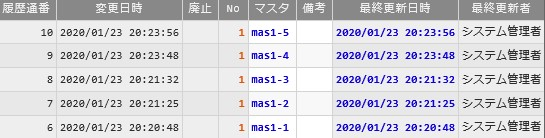 履歴通番 変更日時 廃止 No マスタ 備考 最終更新日時 最終更新者
10 2020/01/23 20:23:56 1 mas1-5 2020/01/23 20:23:56 システム管理者
9 2020/01/23 20:23:48 1 mas1-4 2020/01/23 20:23:48 システム管理者
8 2020/01/23 20:21:32 1 mas1-3 2020/01/23 20:21:32 システム管理者
7 2020/01/23 20:21:25 1 mas1-2 2020/01/23 20:21:25 システム管理者
6 2020/01/23 20:20:48 1 mas1-1 2020/01/23 20:20:48 システム管理者